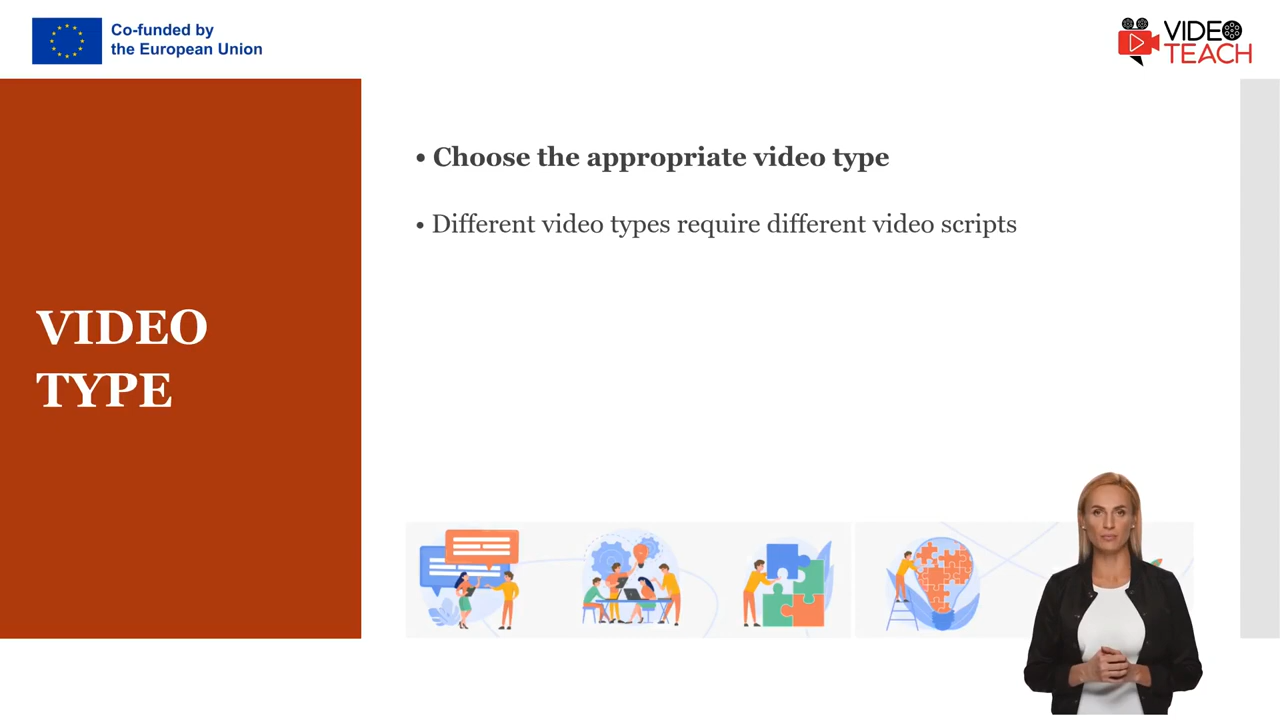 Co-funded by
the European Union
VIDEO
TEACH
VIDEO
TYPE
• Choose the appropriate video type
• Different video types require different video scripts